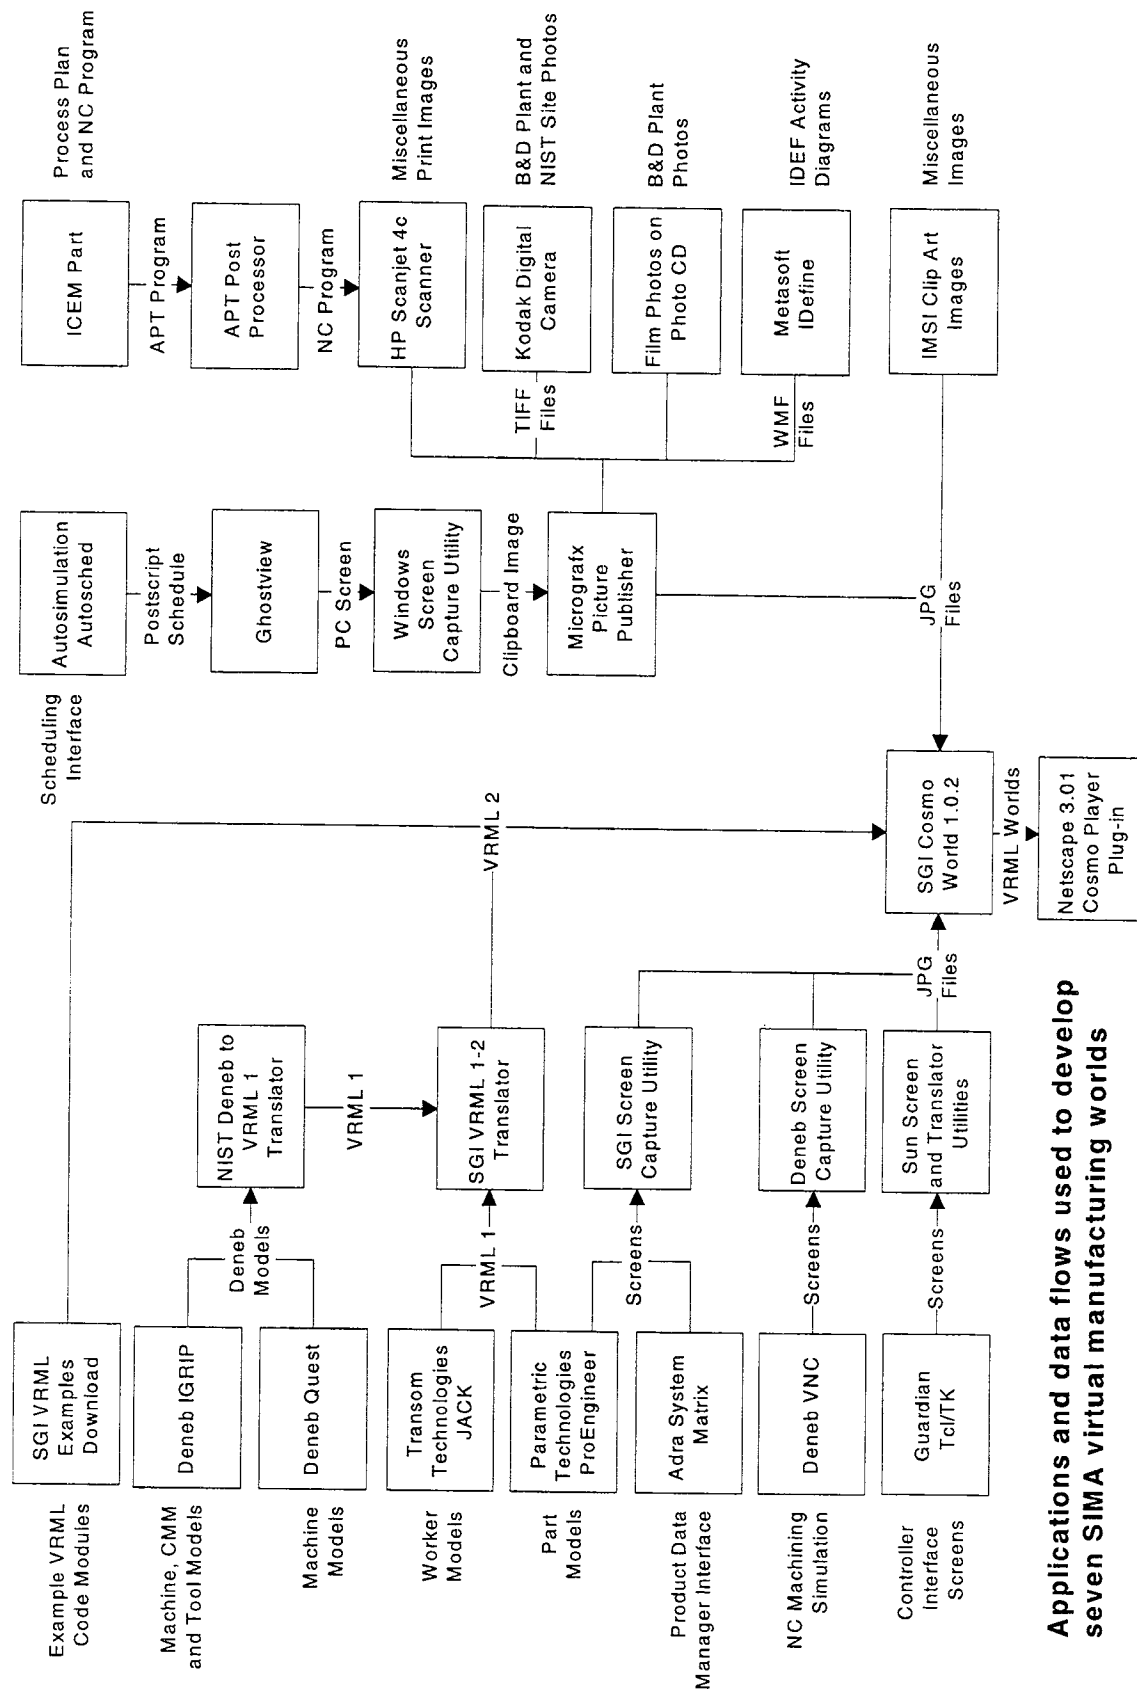 Example VRML
Code Modules
SGI VRML
Examples
Download
Machine, CMM
and Tool Models
Deneb IGRIP
Machine
Models
Deneb Quest
Worker
Models
Transom
Technologies
JACK
Part
Models
Parametric
Technologies
ProEngineer
Product Data
Manager Interface
Adra System
Matrix
NC Machining
Simulation
Deneb VNC
Controller
Interface
Screens
Guardian
Tcl/TK
Deneb
Models
VRML 1
Screens
Screens
Screens
NIST Deneb to
VRML 1
Translator
VRML 1
SGI VRML 1-2
Translator
SGI Screen
Capture Utility
Deneb Screen
Capture Utility
Sun Screen
and Translator
Utilities
JPG
Files
VRML 2
SGI Cosmo
World 1.0.2
VRML Worlds
Netscape 3.01
Cosmo Player
Plug-in
Scheduling
Interface
Autosimulation
Autosched
Postscript
Schedule
Ghostview
PC Screen
Windows
Screen
Capture Utility
Clipboard Image
Micrografx
Picture
Publisher
JPG
Files
ICEM Part
Process Plan
and NC Program
APT Program
APT Post
Processor
NC Program
HP Scanjet 4c
Scanner
Miscellaneous
Print Images
TIFF
Files
Kodak Digital
Camera
B&D Plant and
NIST Site Photos
Film Photos on
Photo CD
B&D Plant
Photos
WMF
Files
Metasoft
IDefine
IDEF Activity
Diagrams
IMSI Clip Art
Images
Miscellaneous
Images
Applications and data flows used to develop
seven SIMA virtual manufacturing worlds